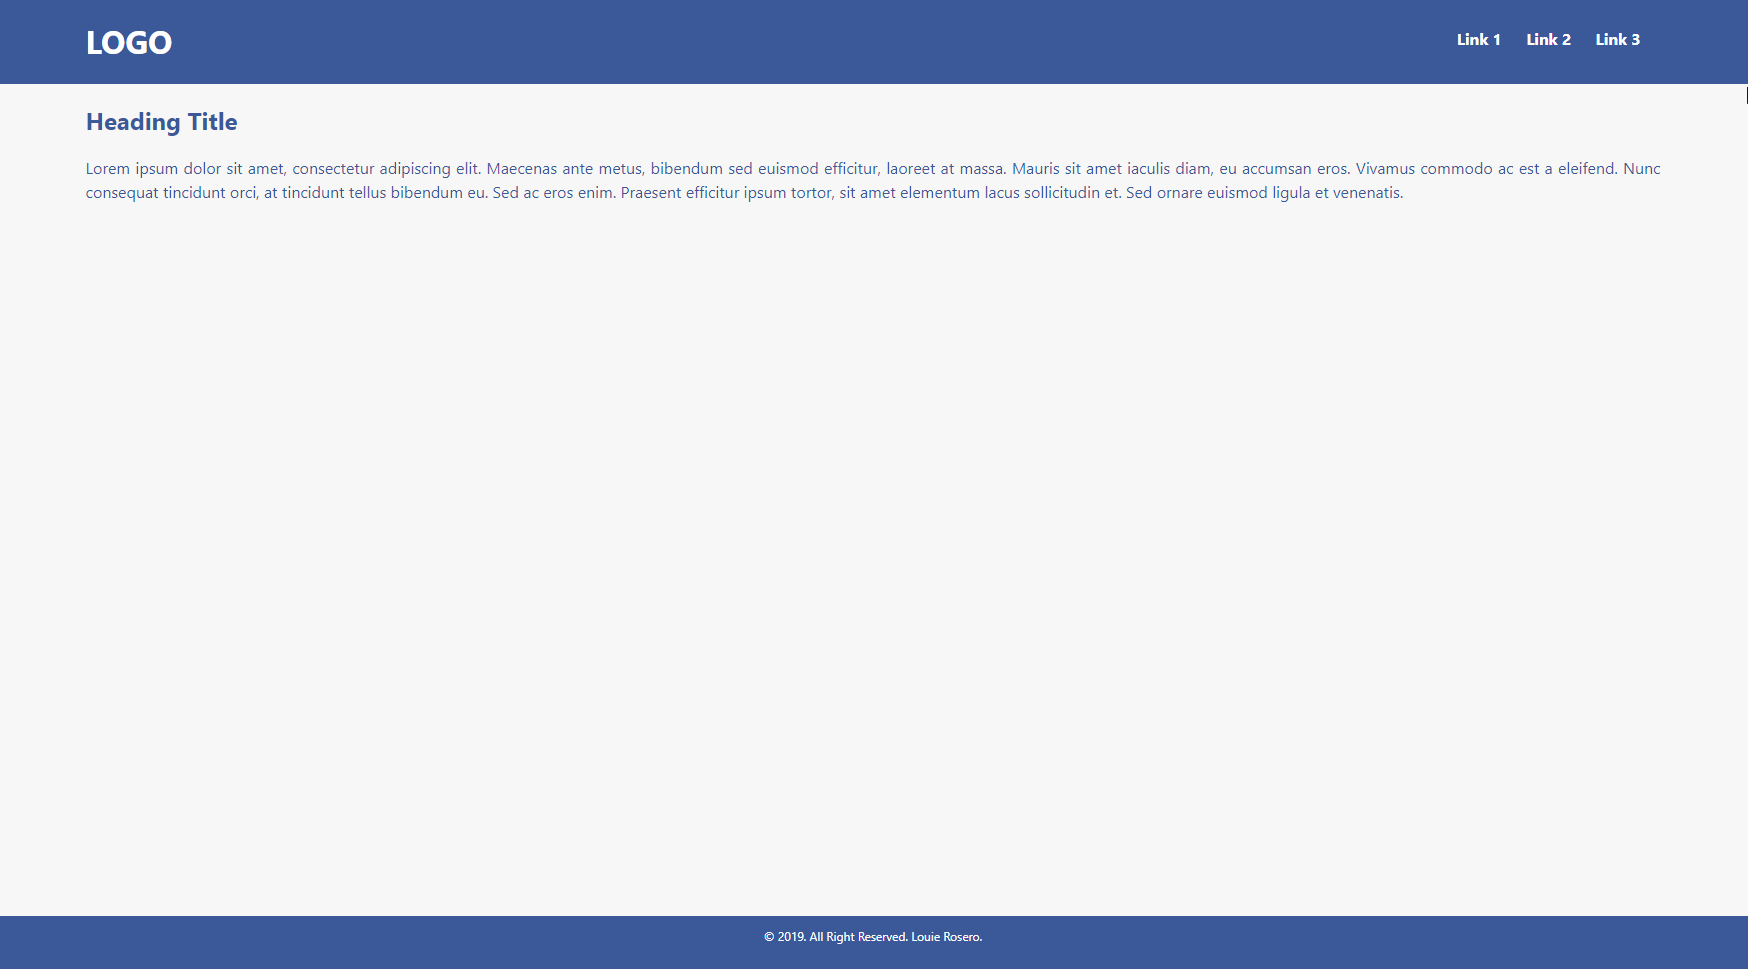 LOGO
Link 1 Link 2 Link 3
Heading Title
Lorem ipsum dolor sit amet, consectetur adipiscing elit. Maecenas ante metus, bibendum sed euismod efficitur, laoreet at massa. Mauris sit amet iaculis diam, eu accumsan eros. Vivamus commodo ac est a eleifend. Nunc
consequat tincidunt orci, at tincidunt tellus bibendum eu. Sed ac eros enim. Praesent efficitur ipsum tortor, sit amet elementum lacus sollicitudin et. Sed ornare euismod ligula et venenatis.
© 2019. All Right Reserved. Louie Rosero.